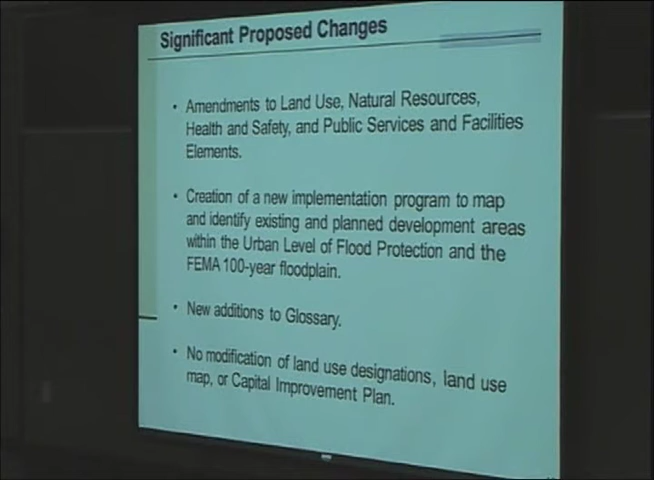 Significant Proposed Changes
• Amendments to Land Use, Natural Resources,
Health and Safety, and Public Services and Facilities
Elements.
• Creation of a new implementation program to map
and identify existing and planned development areas
within the Urban Level of Flood Protection and the
FEMA 100-year floodplain.
• New additions to Glossary.
• No modification of land use designations, land use
map, or Capital Improvement Plan.